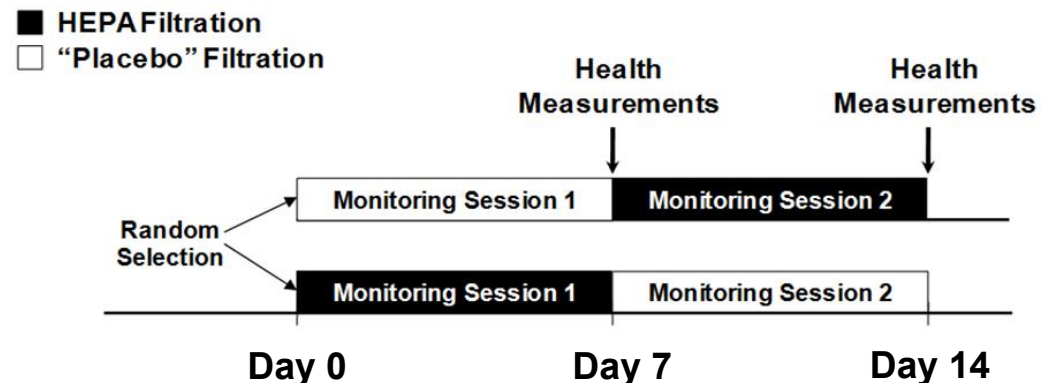 HEPA Filtration
“Placebo” Filtration
Health
Measurements
Health
Measurements
Monitoring Session 1
Monitoring Session 2
Random
Selection
Monitoring Session 1
Monitoring Session 2
Day 0
Day 7
Day 14